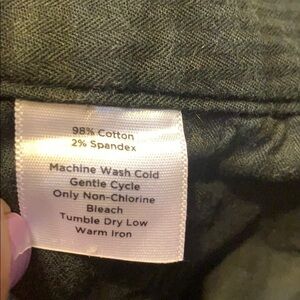 98% Cotton
2% Spandex
Machine Wash Cold
Gentle Cycle
Only Non-Chlorine
Bleach
Tumble Dry Low
Warm Iron